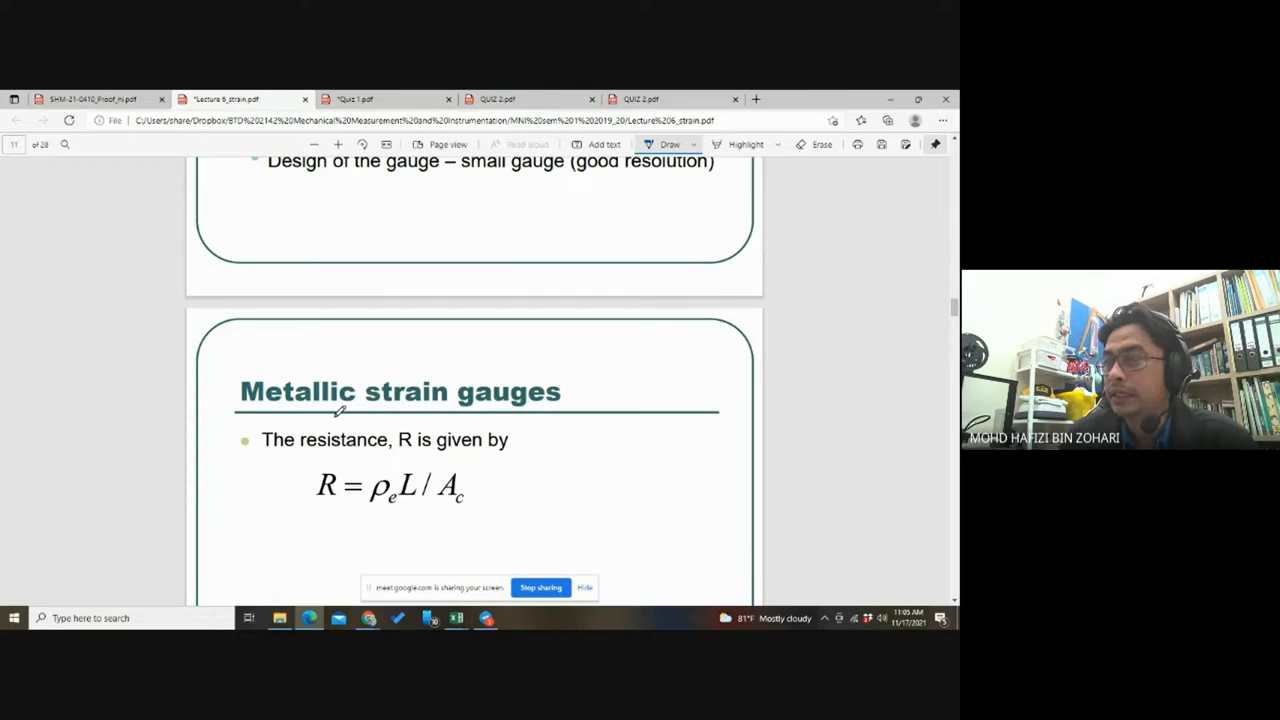 SHM-21-0410_Proof_hi.pdf
*Lecture 6_strain.pdf
*Quiz 1.pdf
QUIZ 2.pdf
QUIZ 2.pdf
File
C:/Users/share/Dropbox/BTD%202142%20Mechanical%20Measurement%20and%20Instrumentation/MNI%20sem%201%202019_20/Lecture%206_strain.pdf
11 of 28
Page view
Read aloud
Add text
Draw
Highlight
Erase
Design of the gauge – small gauge (good resolution)
Metallic strain gauges
The resistance, R is given by
R = ρeL / Ac
meet.google.com is sharing your screen.
Stop sharing
Hide
MOHD HAFIZI BIN ZOHARI
Type here to search
81°F Mostly cloudy
11:05 AM
11/17/2021